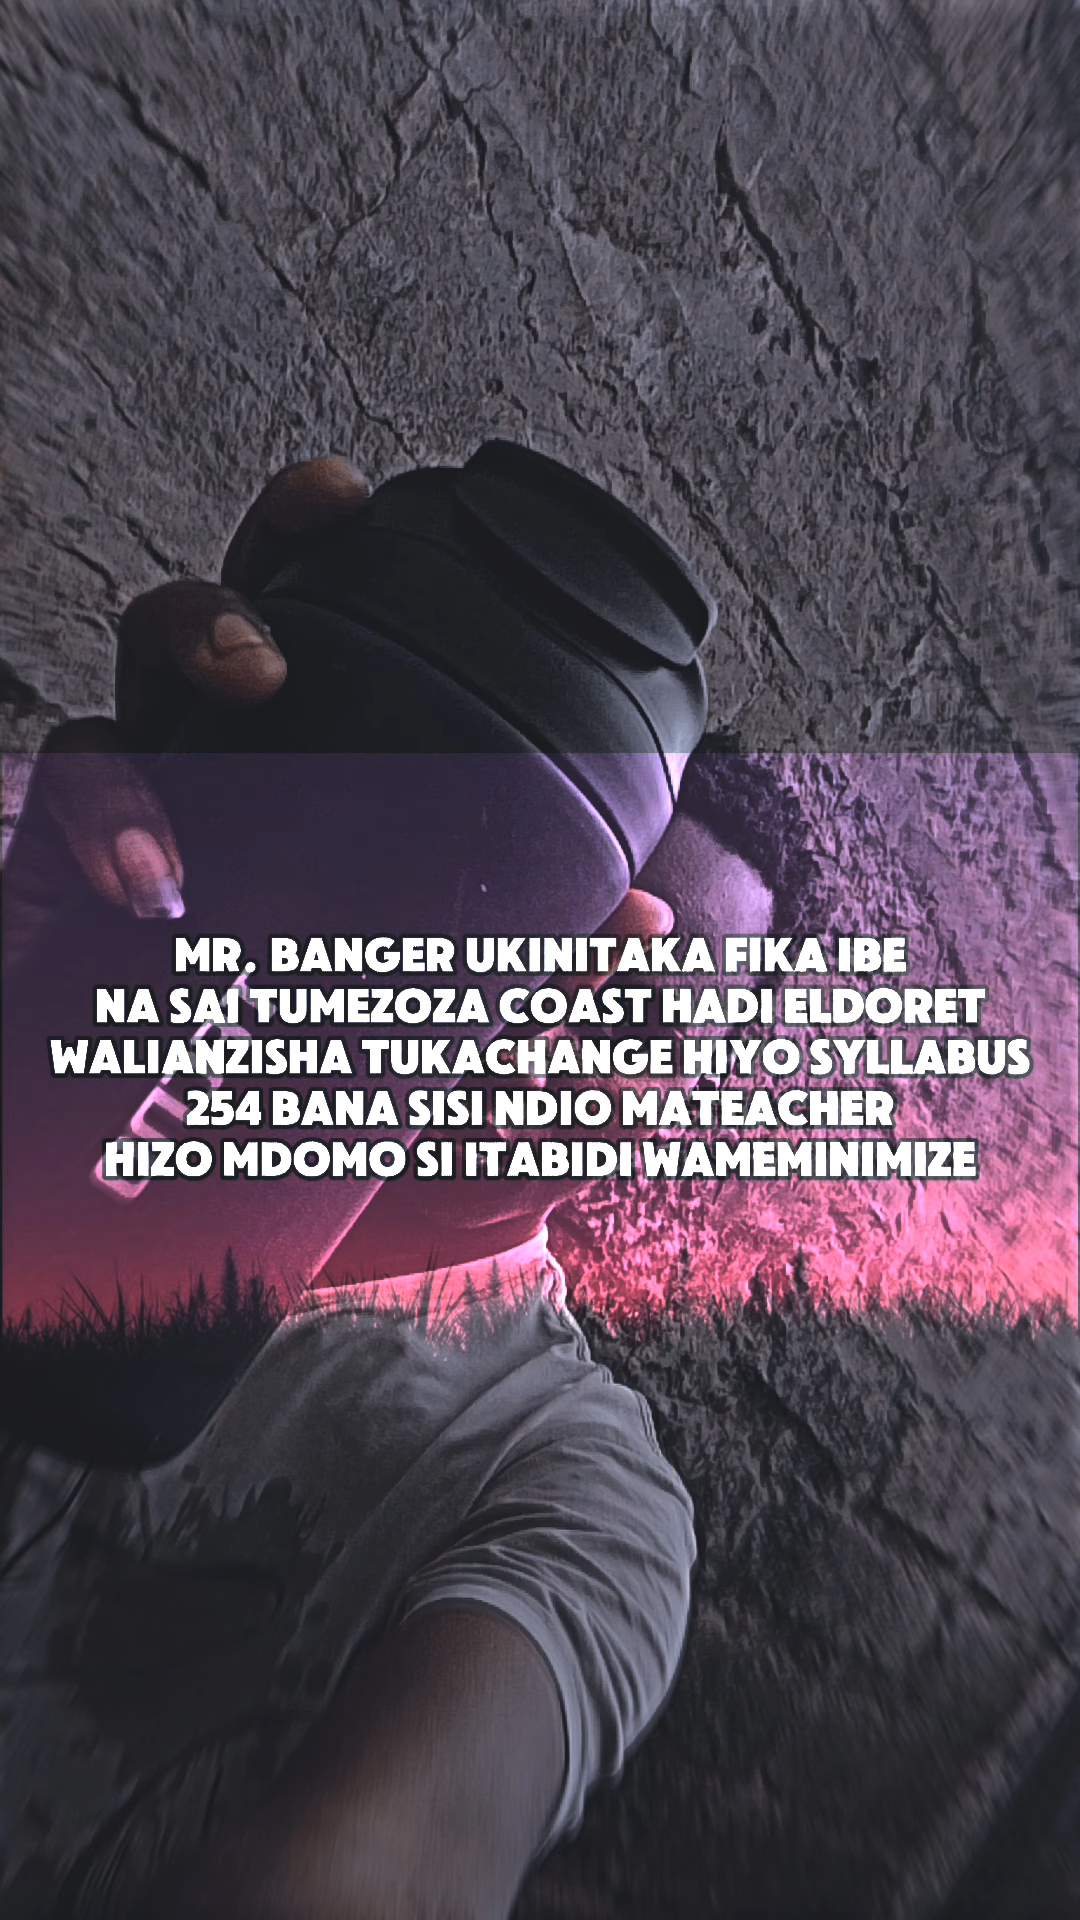 MR. BANGER UKINITAKA FIKA IBE
NA SAI TUMEZOZA COAST HADI ELDORET
WALIANZISHA TUKACHANGE HIYO SYLLABUS
254 BANA SISI NDIO MATEACHER
HIZO MDOMO SI ITABIDI WAMEMINIMIZE